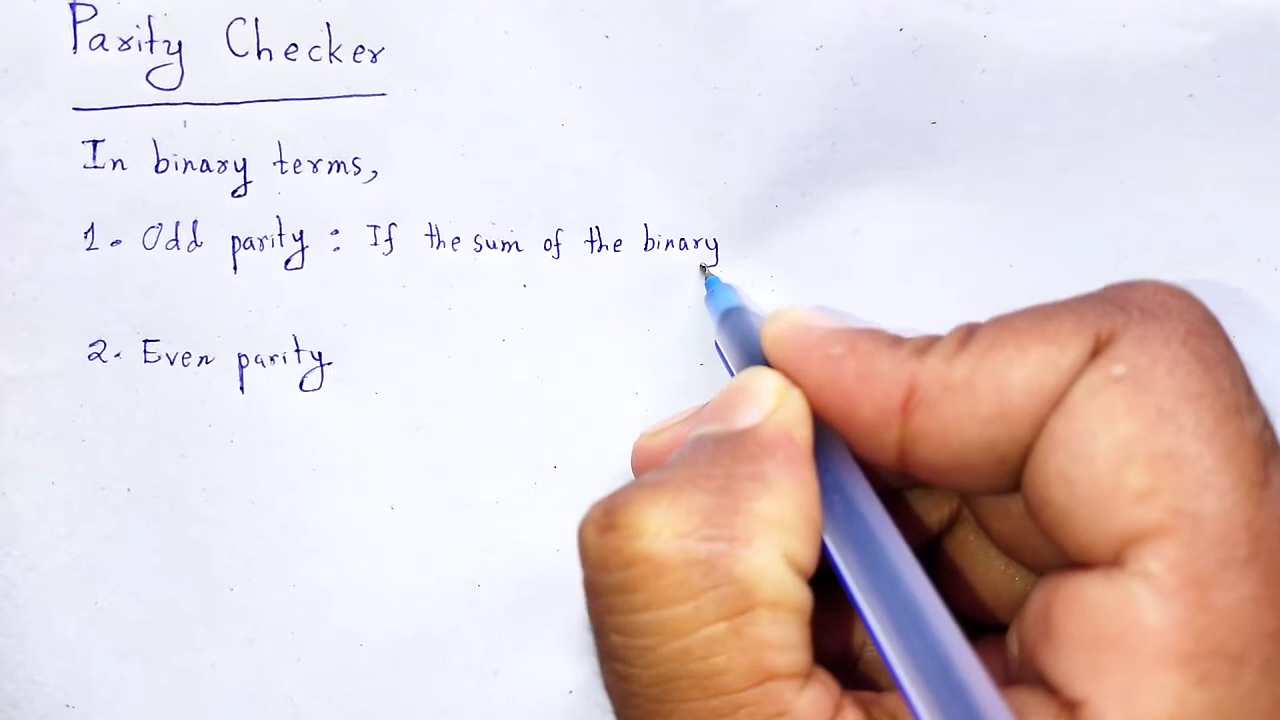 Parity Checker
In binary terms,
1. Odd parity : If the sum of the binary
2. Even parity